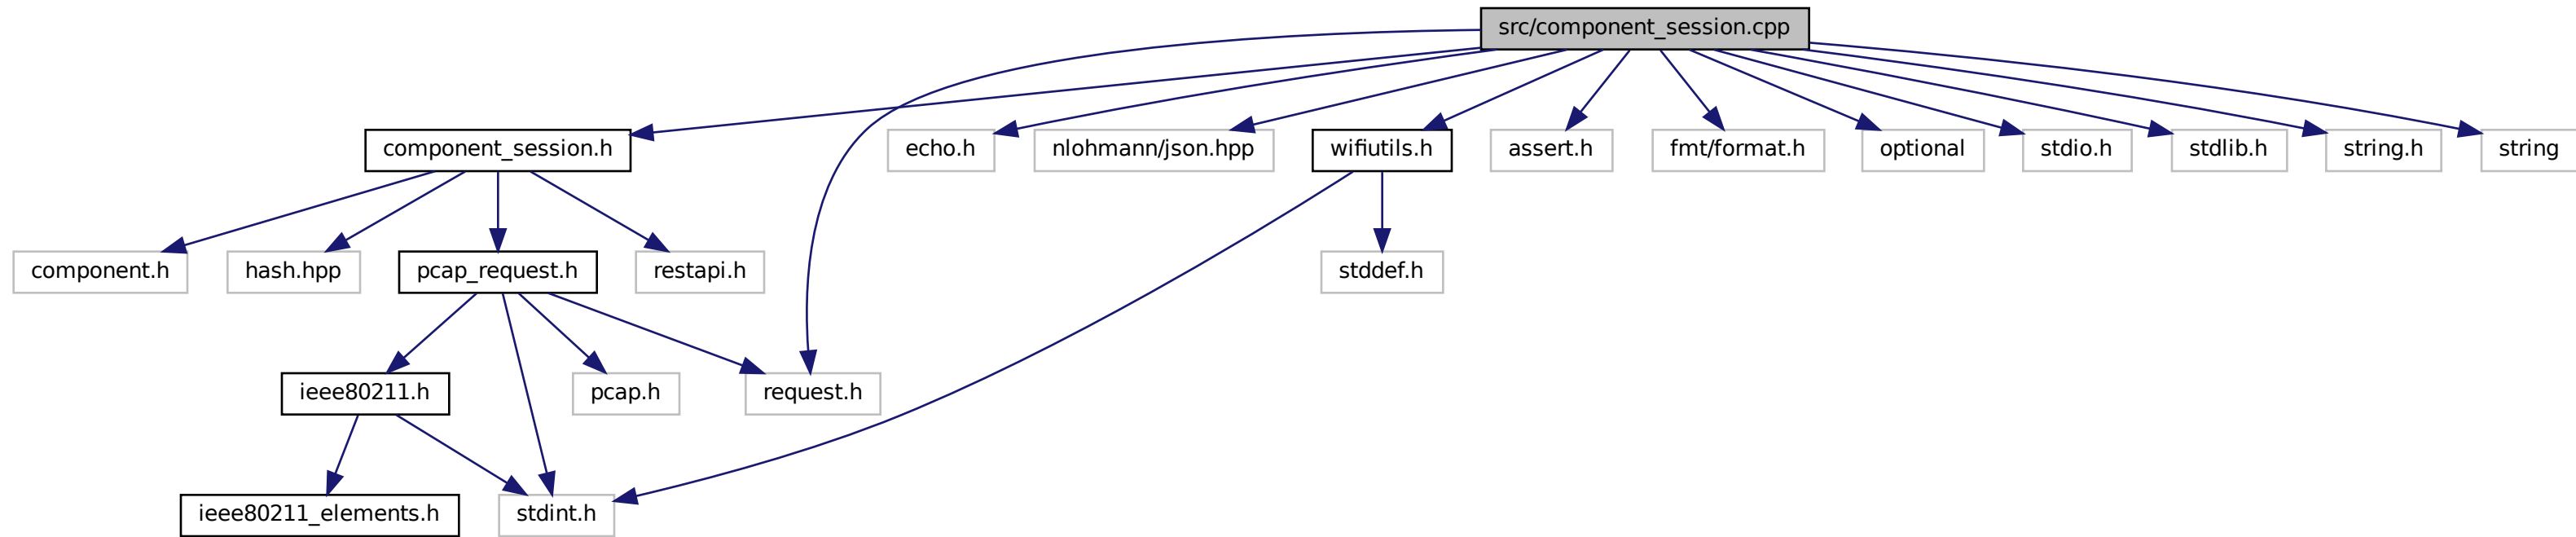 src/component_session.cpp
component_session.h
echo.h
nlohmann/json.hpp
wifiutils.h
assert.h
fmt/format.h
optional
stdio.h
stdlib.h
string.h
string
component.h
hash.hpp
pcap_request.h
restapi.h
stddef.h
ieee80211.h
pcap.h
request.h
ieee80211_elements.h
stdint.h